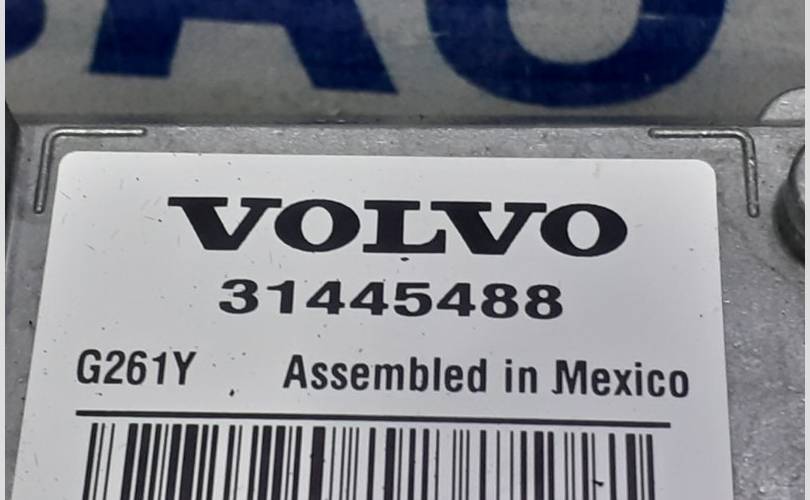 VOLVO
31445488
G261Y Assembled in Mexico